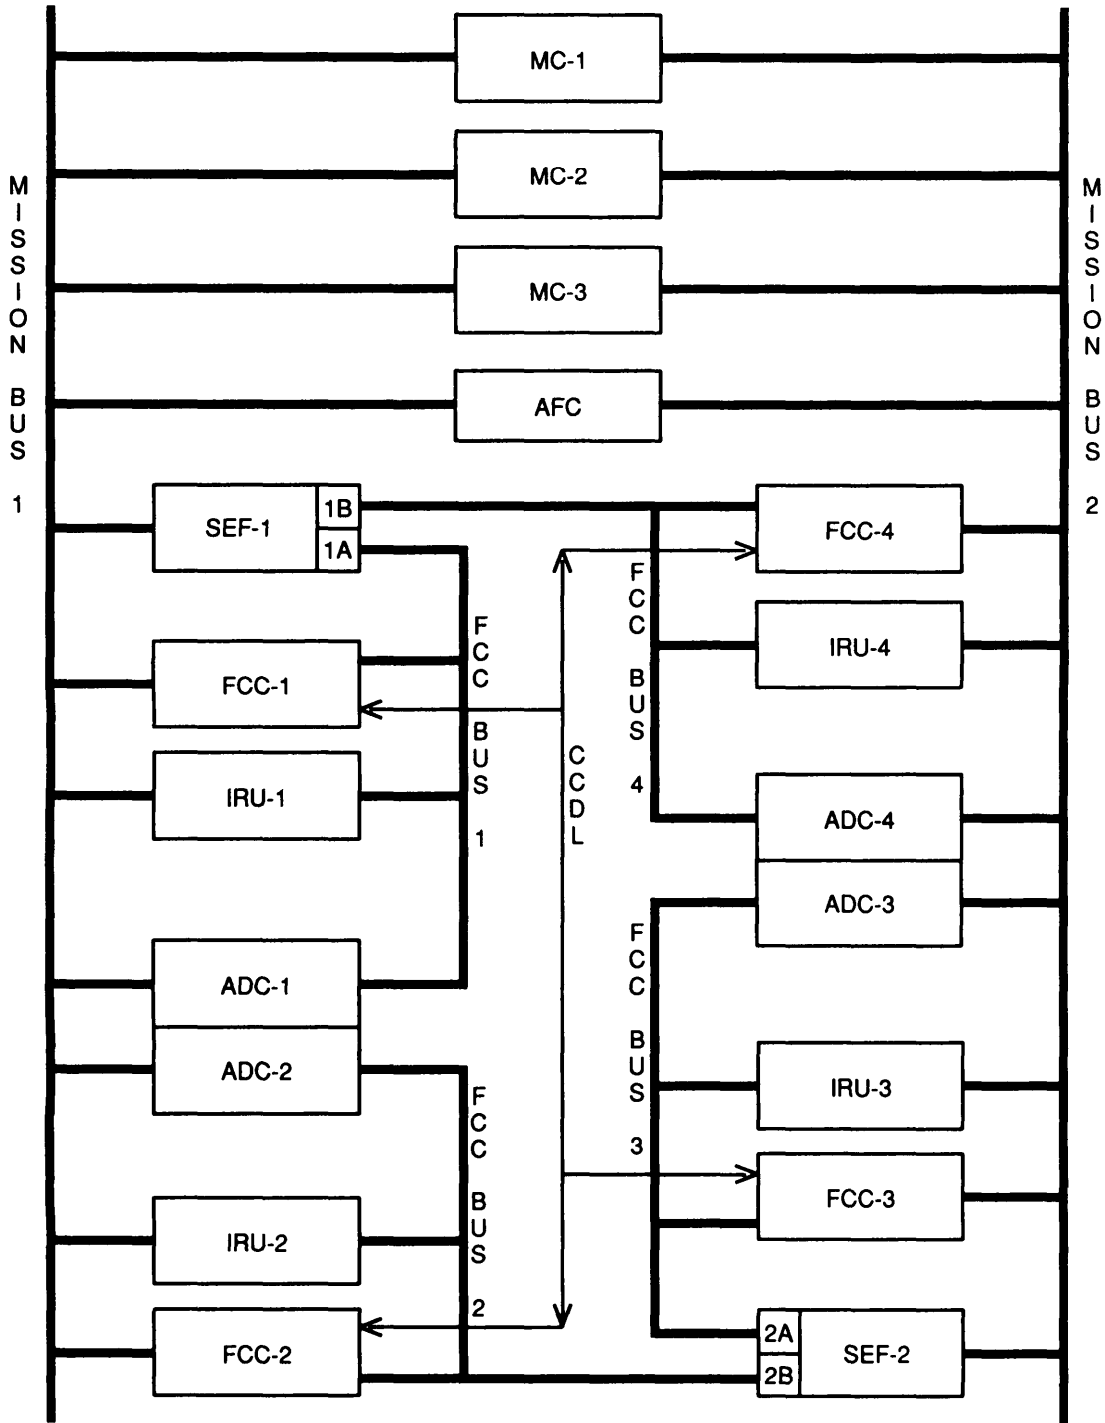 MC-1
MC-2
MC-3
AFC
MISSION BUS 1
MISSION BUS 2
SEF-1
1B
1A
FCC-4
FCC-1
IRU-4
IRU-1
FCC BUS 1
CCDL
FCC BUS 4
ADC-4
ADC-3
ADC-1
ADC-2
FCC BUS 3
FCC BUS 2
IRU-3
FCC-3
IRU-2
FCC-2
2A
2B
SEF-2